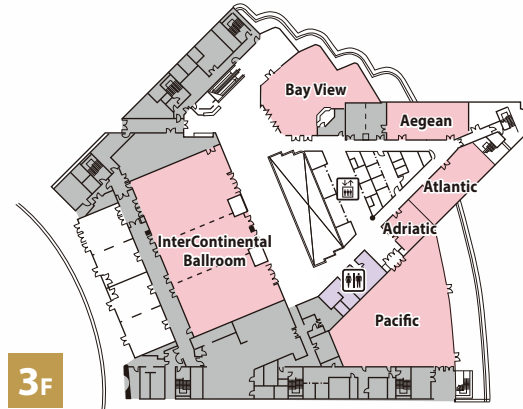 Bay View
Aegean
Atlantic
Adriatic
InterContinental
Ballroom
Pacific
3F